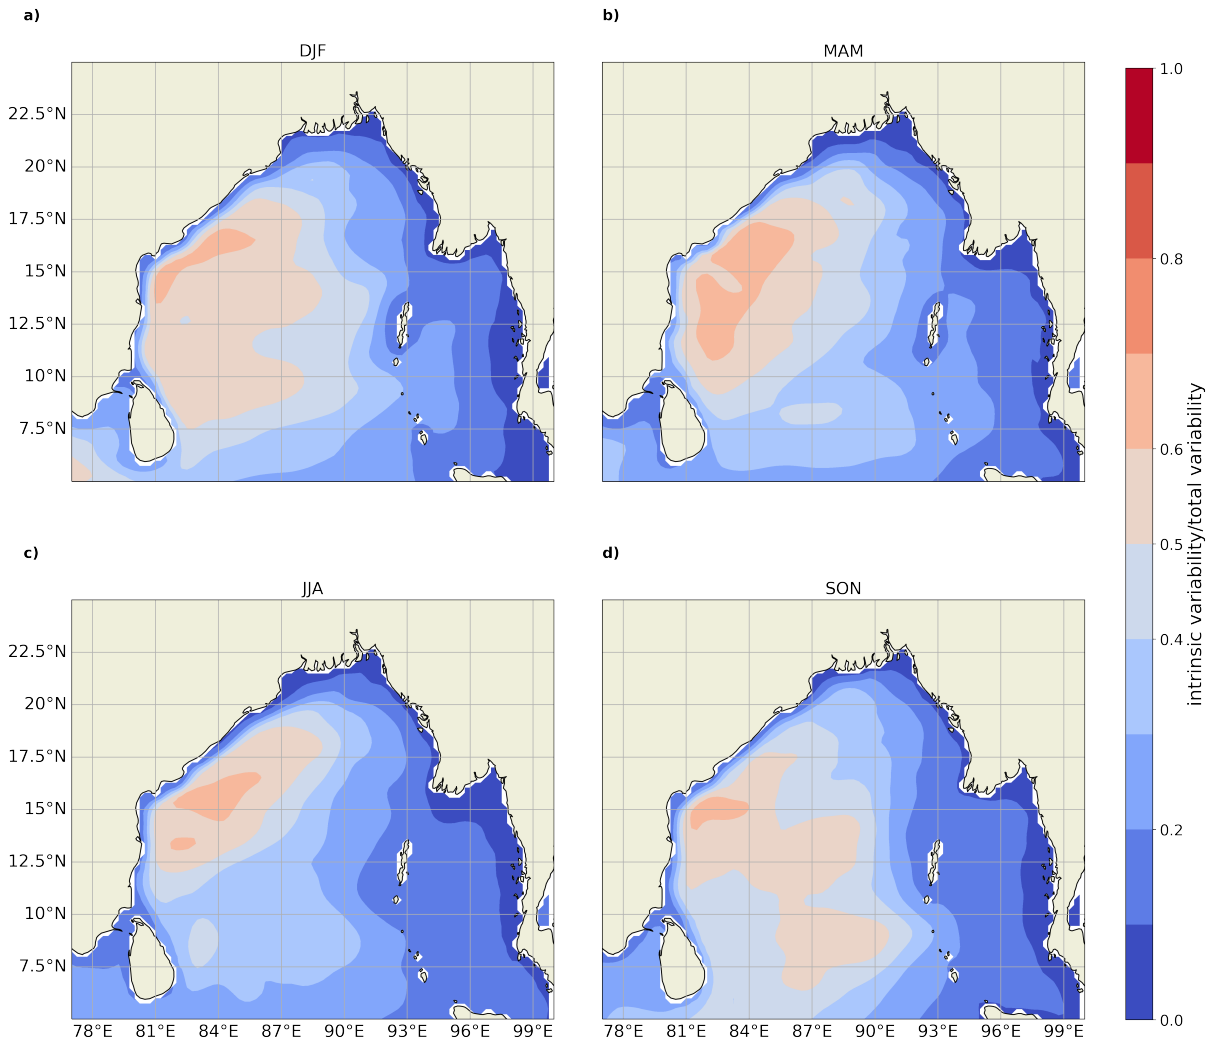 a)
b)
DJF
MAM
22.5°N
20°N
17.5°N
15°N
12.5°N
10°N
7.5°N
1.0
0.8
0.6
0.5
0.4
0.2
0.0
intrinsic variability/total variability
c)
d)
JJA
SON
22.5°N
20°N
17.5°N
15°N
12.5°N
10°N
7.5°N
78°E 81°E 84°E 87°E 90°E 93°E 96°E 99°E
78°E 81°E 84°E 87°E 90°E 93°E 96°E 99°E